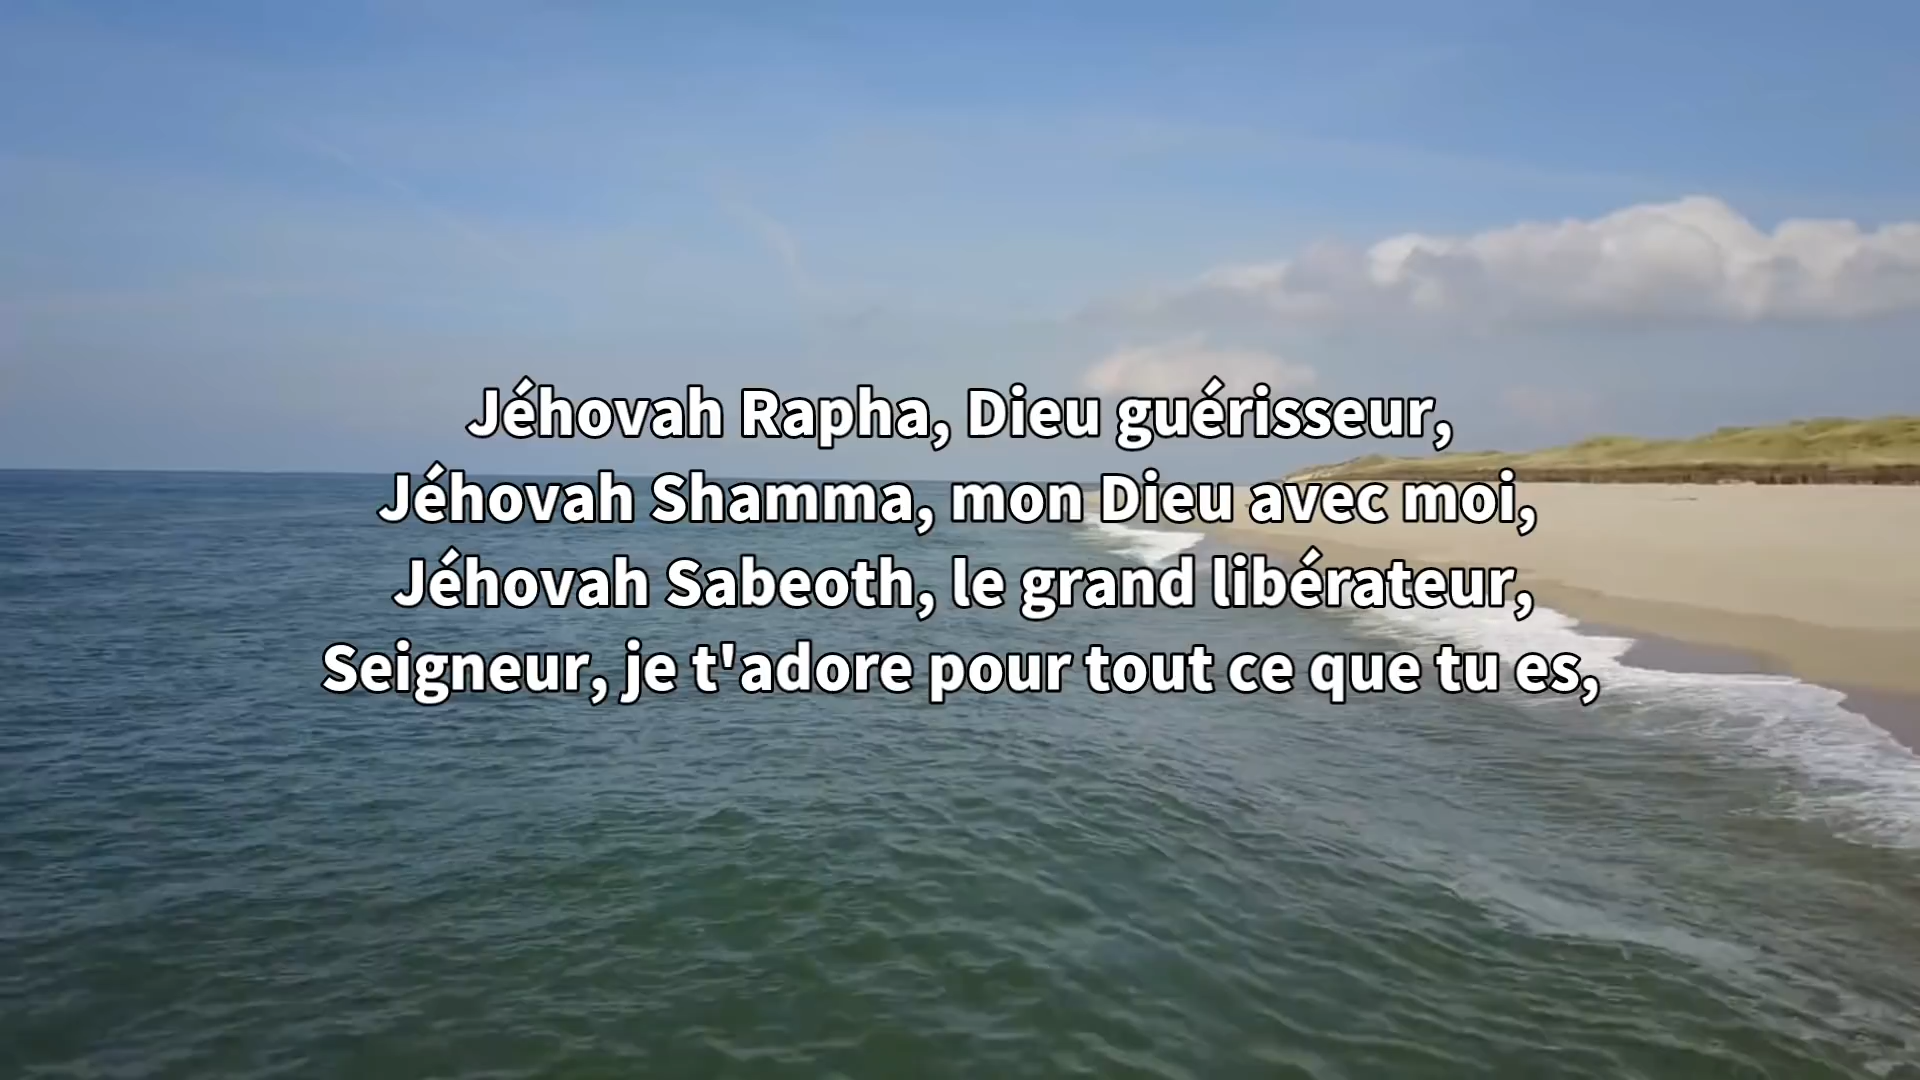 Jéhovah Rapha, Dieu guérisseur,
Jéhovah Shamma, mon Dieu avec moi,
Jéhovah Sabeoth, le grand libérateur,
Seigneur, je t'adore pour tout ce que tu es,